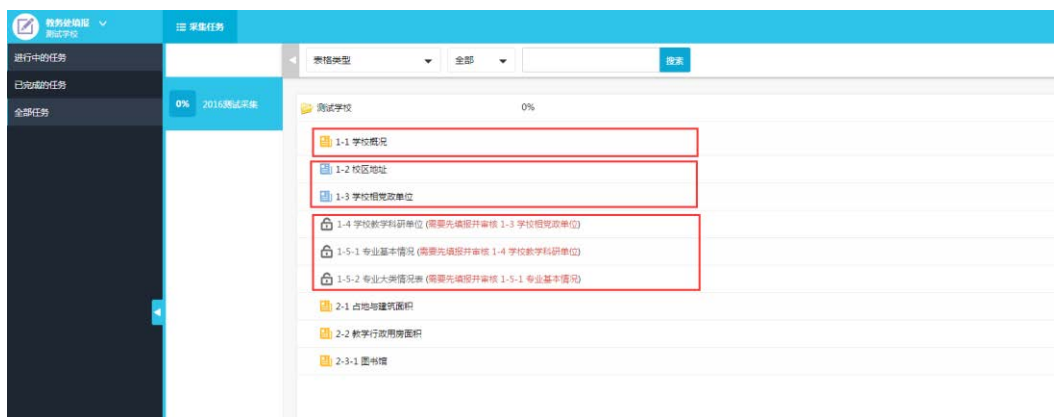 教务处填报
测试学校
采集任务
进行中的任务
已完成的任务
全部任务
0% 2016测试采集
表格类型 全部 搜索
测试学校 0%
1-1 学校概况
1-2 校区地址
1-3 学校相党政单位
1-4 学校教学科研单位 (需要先填报并审核 1-3 学校相党政单位)
1-5-1 专业基本情况 (需要先填报并审核 1-4 学校教学科研单位)
1-5-2 专业大类情况表 (需要先填报并审核 1-5-1 专业基本情况)
2-1 占地与建筑面积
2-2 教学行政用房面积
2-3-1 图书馆